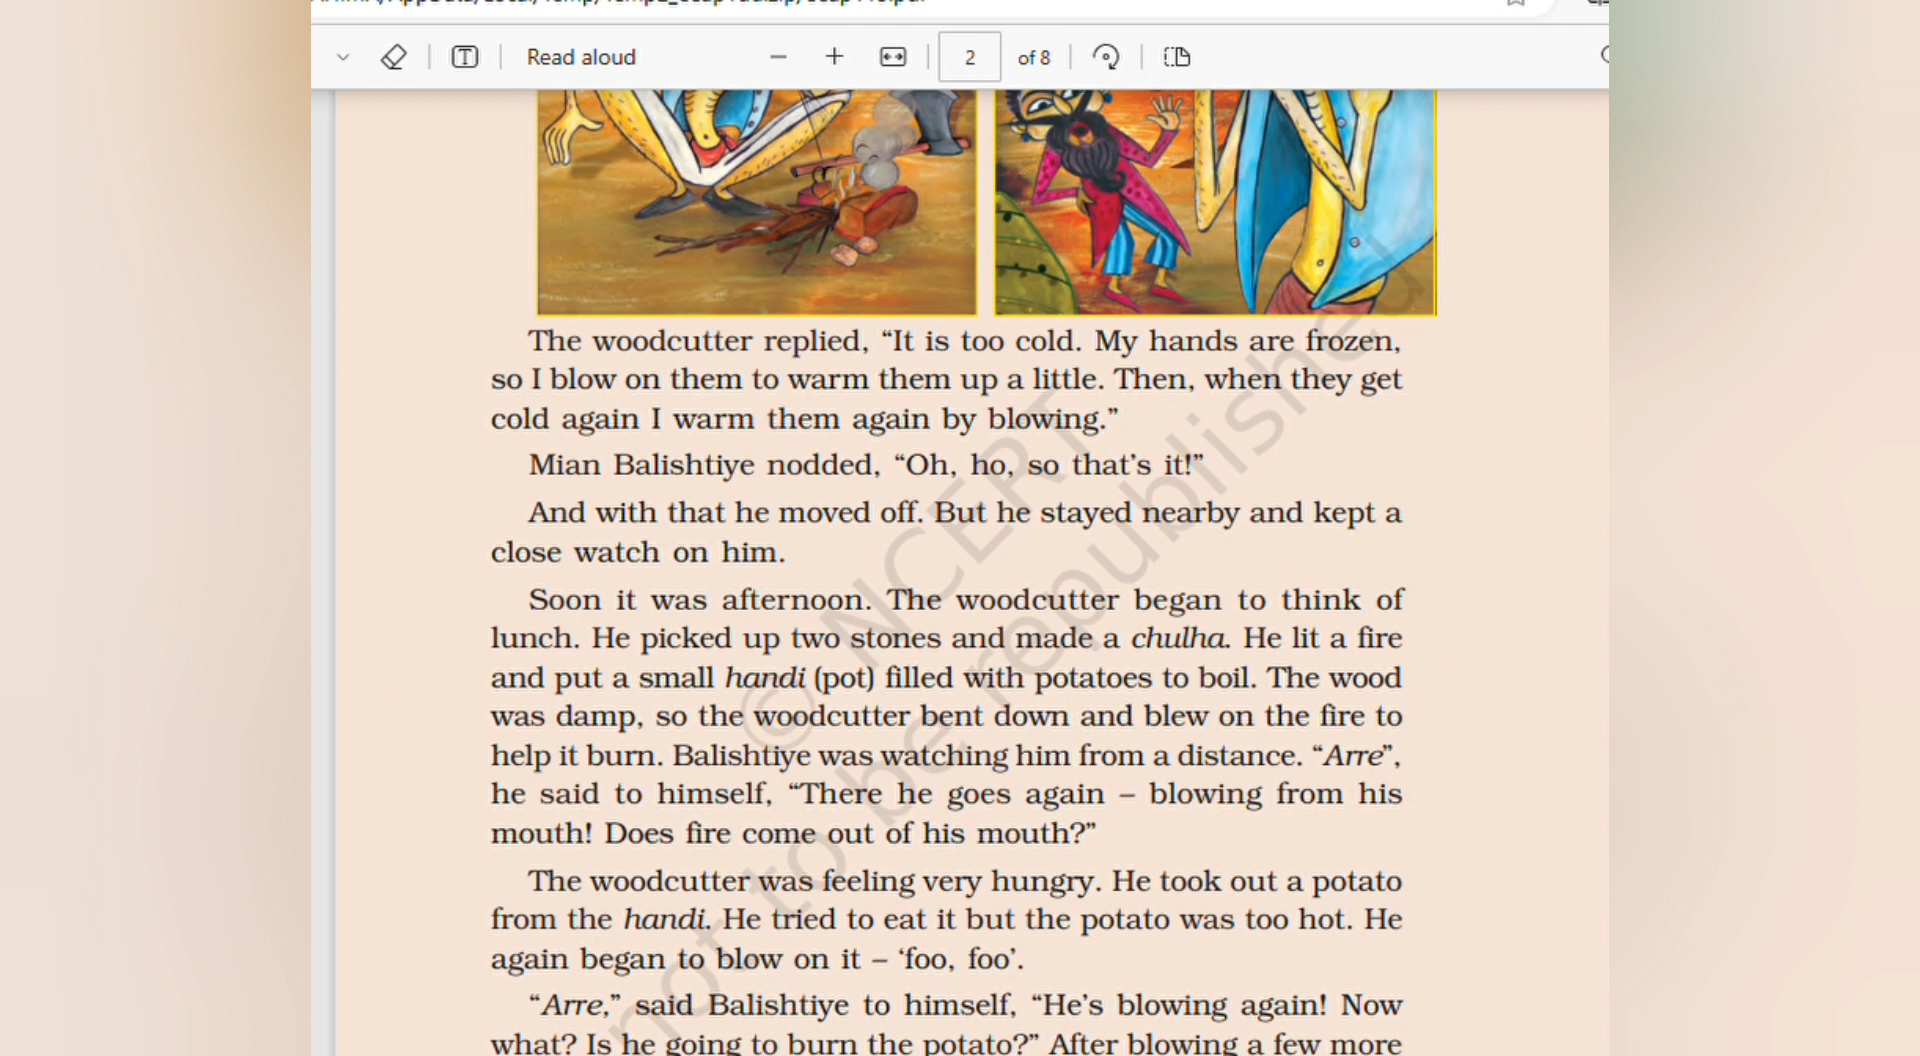 Read aloud
2 of 8
The woodcutter replied, “It is too cold. My hands are frozen,
so I blow on them to warm them up a little. Then, when they get
cold again I warm them again by blowing.”
Mian Balishtiye nodded, “Oh, ho, so that’s it!”
And with that he moved off. But he stayed nearby and kept a
close watch on him.
Soon it was afternoon. The woodcutter began to think of
lunch. He picked up two stones and made a chulha. He lit a fire
and put a small handi (pot) filled with potatoes to boil. The wood
was damp, so the woodcutter bent down and blew on the fire to
help it burn. Balishtiye was watching him from a distance. “Arre”,
he said to himself, “There he goes again – blowing from his
mouth! Does fire come out of his mouth?”
The woodcutter was feeling very hungry. He took out a potato
from the handi. He tried to eat it but the potato was too hot. He
again began to blow on it – ‘foo, foo’.
“Arre,” said Balishtiye to himself, “He’s blowing again! Now
what? Is he going to burn the potato?” After blowing a few more
© NCERT
not to be republished